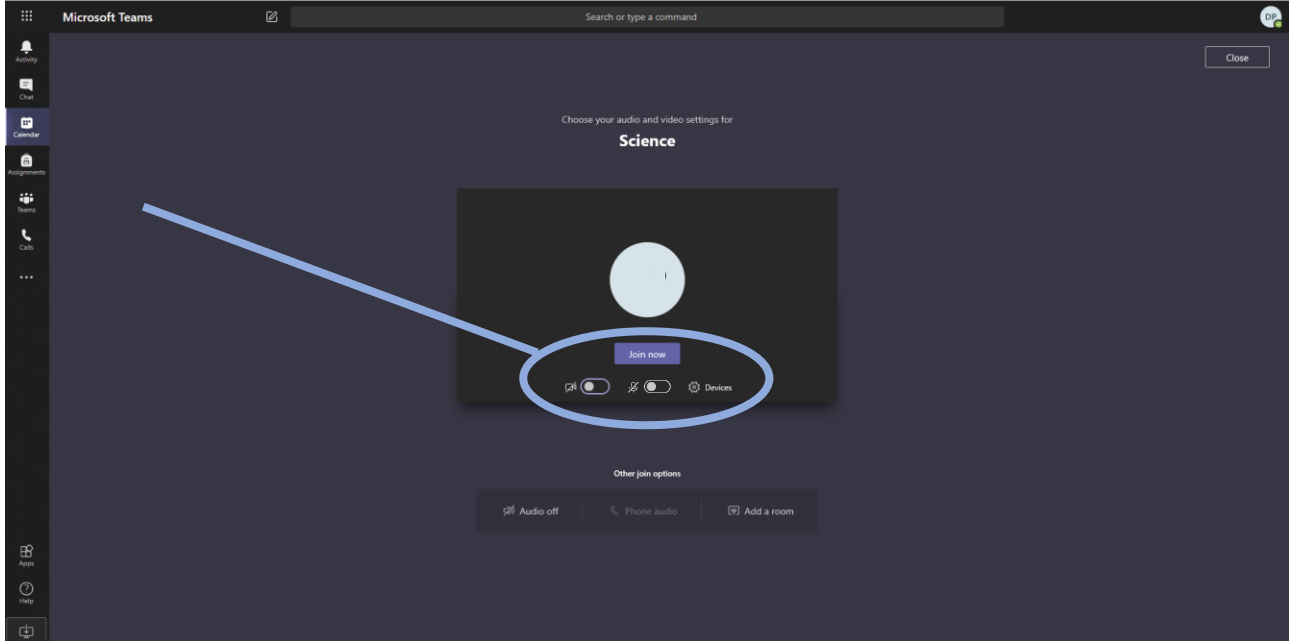 Microsoft Teams
Search or type a command
DP
Activity
Chat
Calendar
Assignments
Teams
Calls
Close
Choose your audio and video settings for
Science
Join now
Devices
Other join options
Audio off
Phone audio
Add a room
Apps
Help